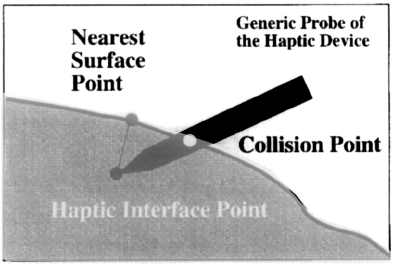 Generic Probe of
the Haptic Device
Nearest
Surface
Point
Collision Point
Haptic Interface Point